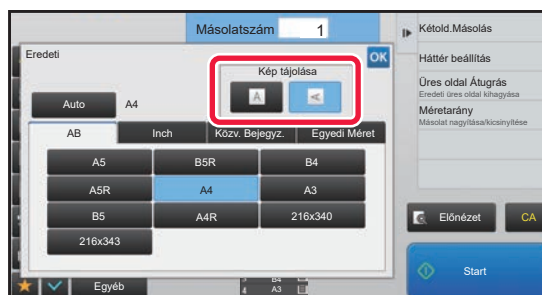 Másolatszám 1
Eredeti
OK
Kép tájolása
A A
Auto A4
AB Inch Közv. Bejegyz. Egyedi Méret
A5 B5R B4
A5R A4 A3
B5 A4R 216x340
216x343
Egyéb
B4
4 A3
Kétold.Másolás
Háttér beállítás
Üres oldal Átugrás
Eredeti üres oldal kihagyása
Méretarány
Másolat nagyítása/kicsinyítése
Előnézet CA
Start